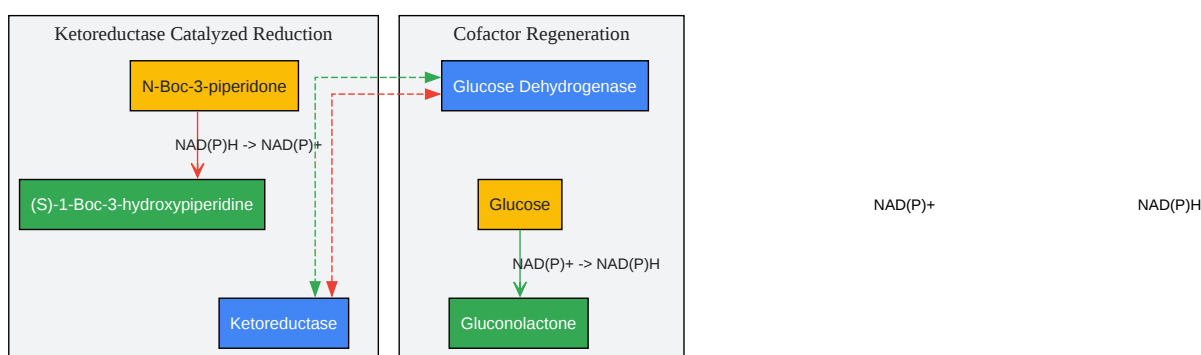 Ketoreductase Catalyzed Reduction
N-Boc-3-piperidone
NAD(P)H -> NAD(P)+
(S)-1-Boc-3-hydroxypiperidine
Ketoreductase
Cofactor Regeneration
Glucose Dehydrogenase
Glucose
NAD(P)+ -> NAD(P)H
Gluconolactone
NAD(P)+
NAD(P)H